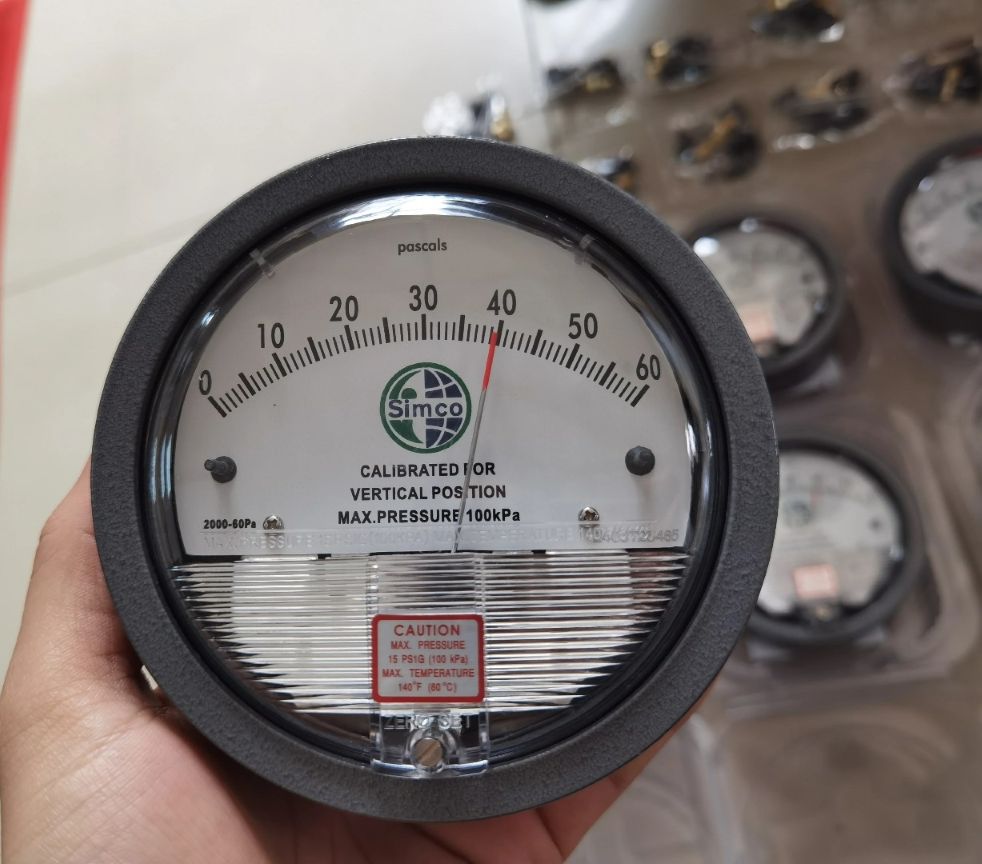 pascals
0 10 20 30 40 50 60
Simco
CALIBRATED FOR
VERTICAL POSITION
MAX.PRESSURE 100kPa
2000-60Pa
CAUTION
MAX. PRESSURE
15 PS1G (100 kPa)
MAX. TEMPERATURE
140°F (60°C)
ZERO SET